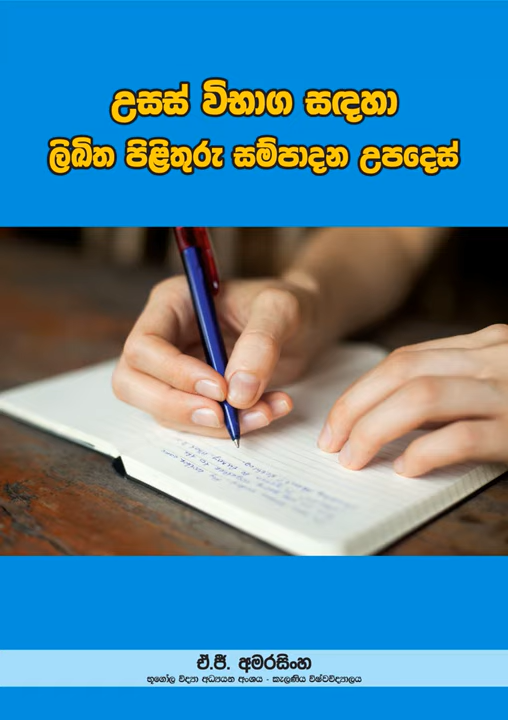 උසස් විභාග සඳහා
ලිඛිත පිළිතුරු සම්පාදන උපදෙස්
ඒ.ජී. අමරසිංහ
භූගෝල විද්‍යා අධ්‍යයන අංශය - කැලණිය විශ්වවිද්‍යාලය